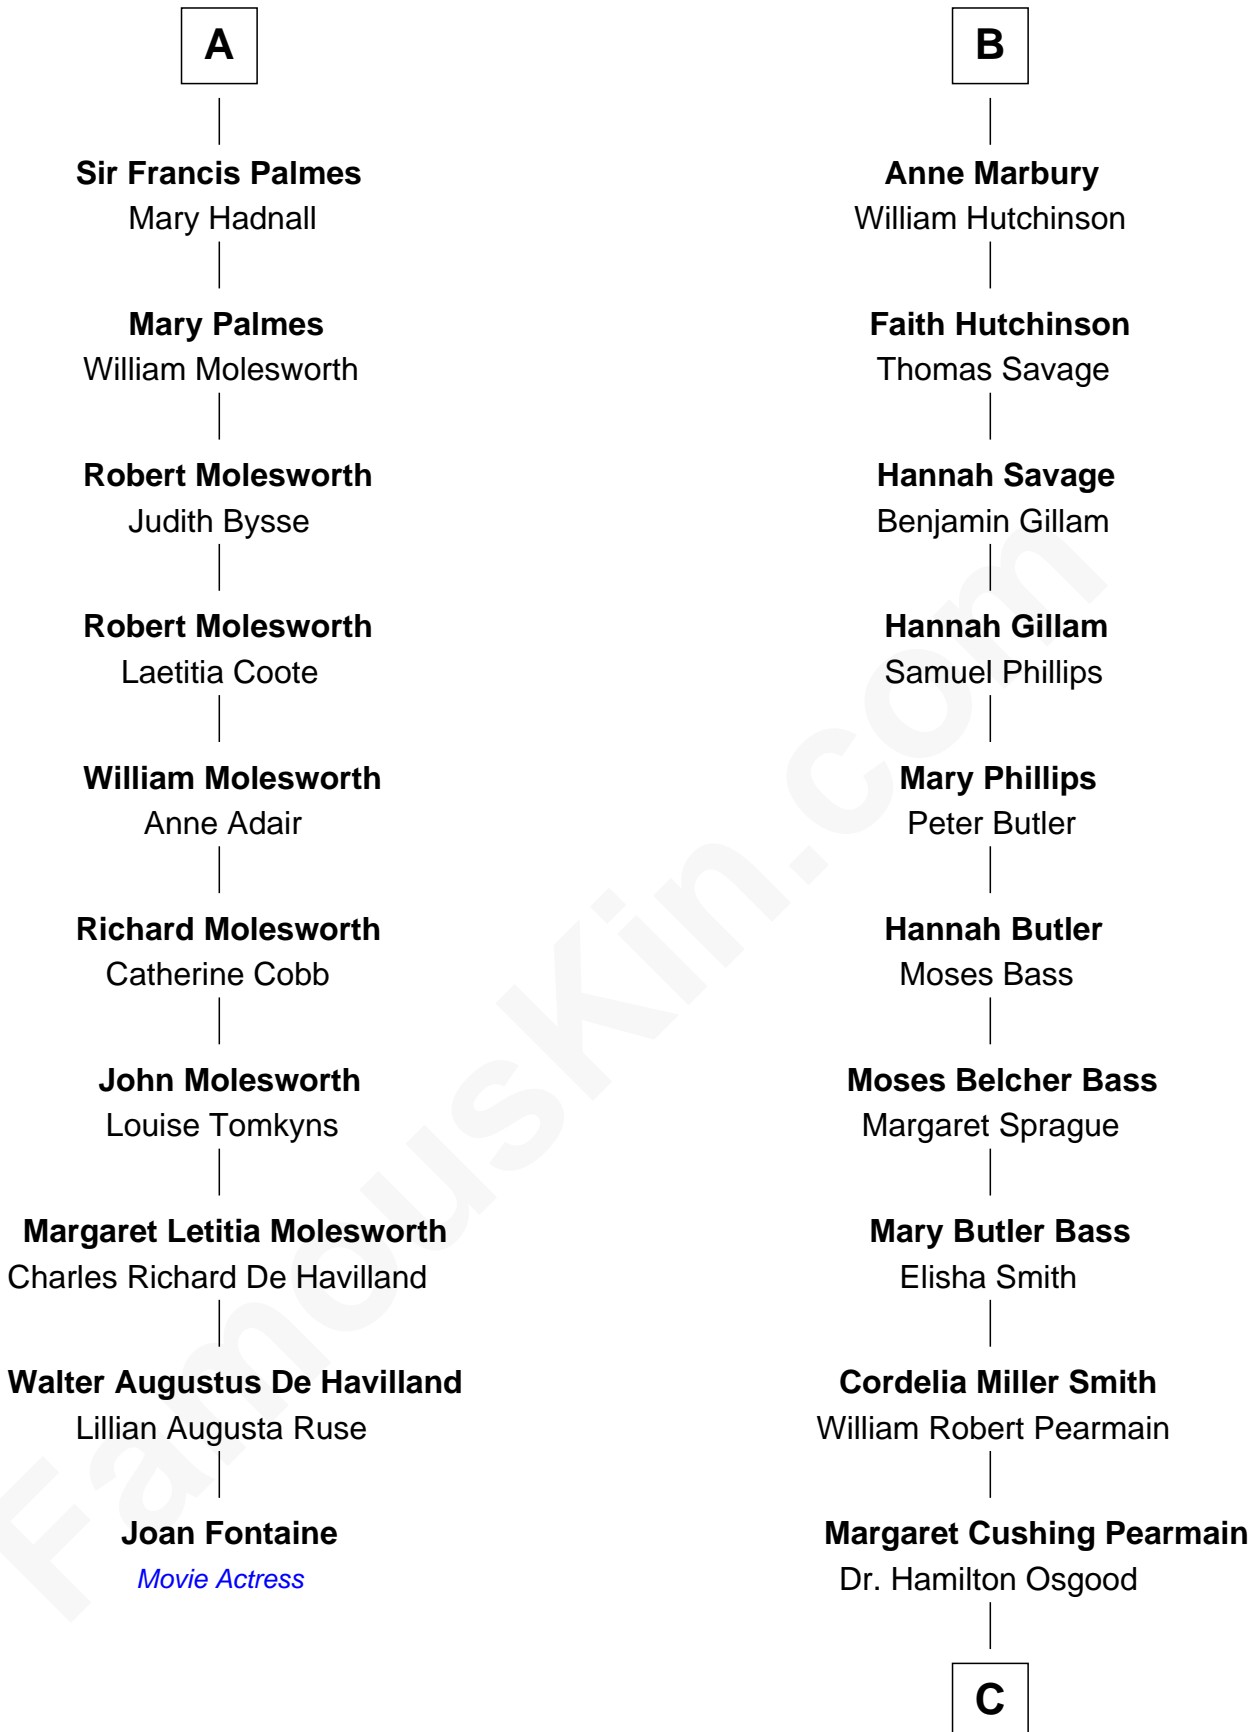 A
Sir Francis Palmes
Mary Hadnall
Mary Palmes
William Molesworth
Robert Molesworth
Judith Bysse
Robert Molesworth
Laetitia Coote
William Molesworth
Anne Adair
Richard Molesworth
Catherine Cobb
John Molesworth
Louise Tomkyns
Margaret Letitia Molesworth
Charles Richard De Havilland
Walter Augustus De Havilland
Lillian Augusta Ruse
Joan Fontaine
Movie Actress
B
Anne Marbury
William Hutchinson
Faith Hutchinson
Thomas Savage
Hannah Savage
Benjamin Gillam
Hannah Gillam
Samuel Phillips
Mary Phillips
Peter Butler
Hannah Butler
Moses Bass
Moses Belcher Bass
Margaret Sprague
Mary Butler Bass
Elisha Smith
Cordelia Miller Smith
William Robert Pearmain
Margaret Cushing Pearmain
Dr. Hamilton Osgood
C
FamousKin.com